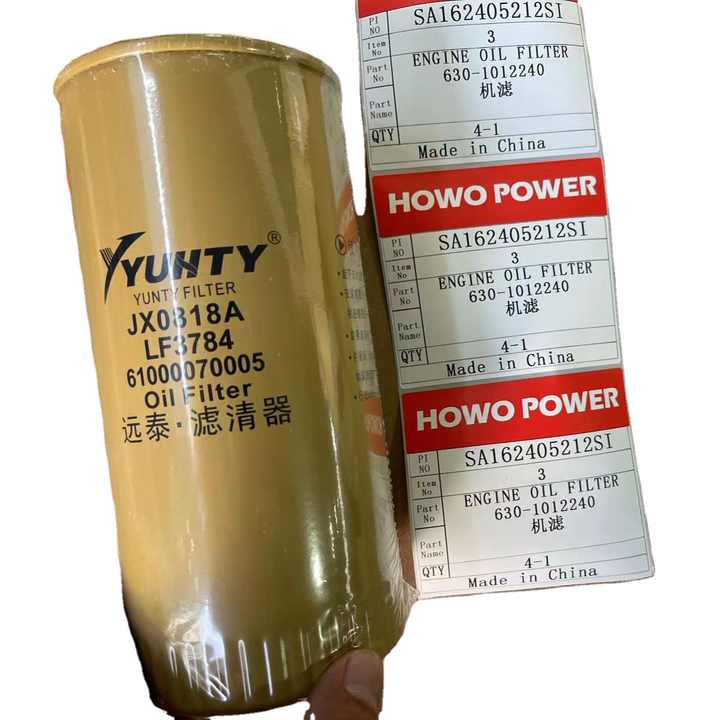 YUNTY®
YUNTY FILTER
JX0818A
LF3784
61000070005
Oil Filter
远泰·滤清器
PI NO
SA162405212SI
Item No
3
Part No
ENGINE OIL FILTER
630-1012240
Part Name
机滤
QTY
4-1
Made in China
HOWO POWER
PI NO
SA162405212SI
Item No
3
Part No
ENGINE OIL FILTER
630-1012240
Part Name
机滤
QTY
4-1
Made in China
HOWO POWER
PI NO
SA162405212SI
Item No
3
Part No
ENGINE OIL FILTER
630-1012240
Part Name
机滤
QTY
4-1
Made in China